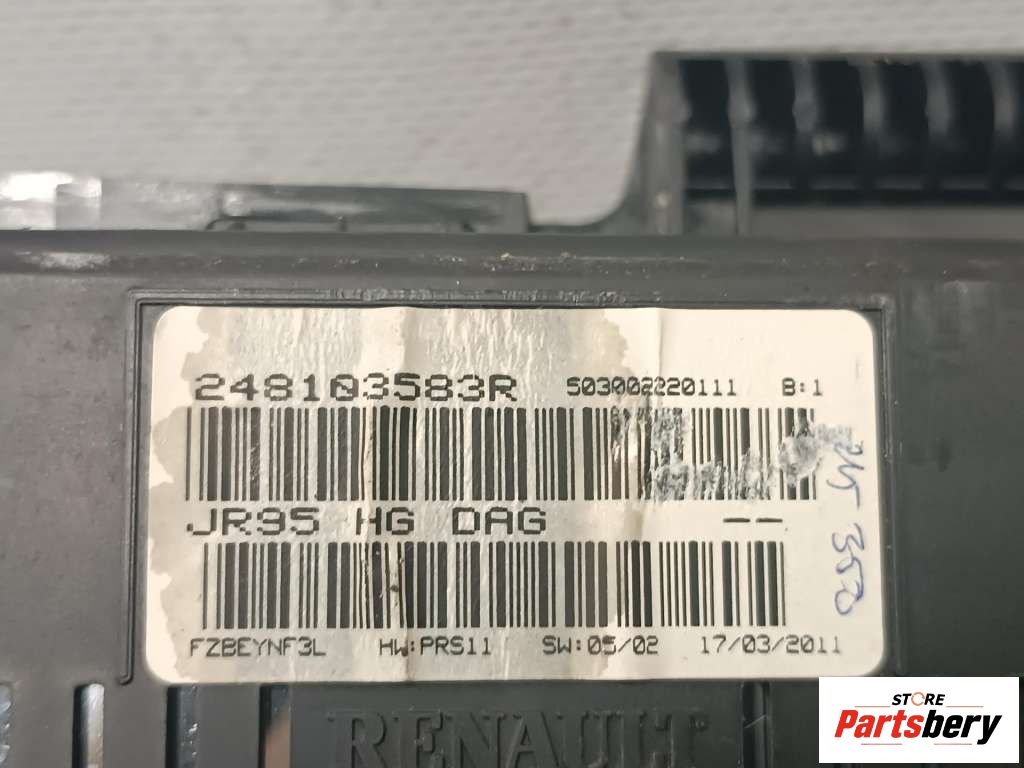 248103583R S03002220111 B:1
JR95 HG DAG --
FZBEYNF3L HW:PRS11 SW:05/02 17/03/2011
RENAULT
STORE
Partsbery